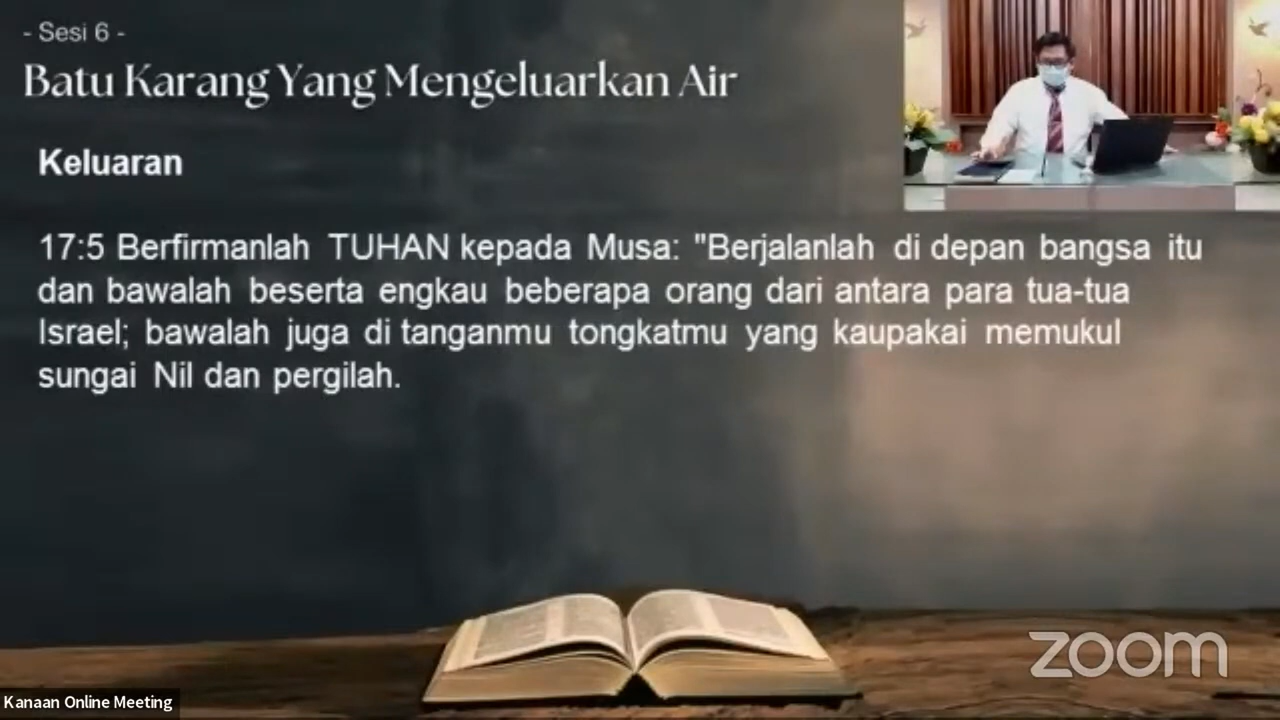 - Sesi 6 -
Batu Karang Yang Mengeluarkan Air
Keluaran
17:5 Berfirmanlah TUHAN kepada Musa: "Berjalanlah di depan bangsa itu
dan bawalah beserta engkau beberapa orang dari antara para tua-tua
Israel; bawalah juga di tanganmu tongkatmu yang kaupakai memukul
sungai Nil dan pergilah.
zoom
Kanaan Online Meeting